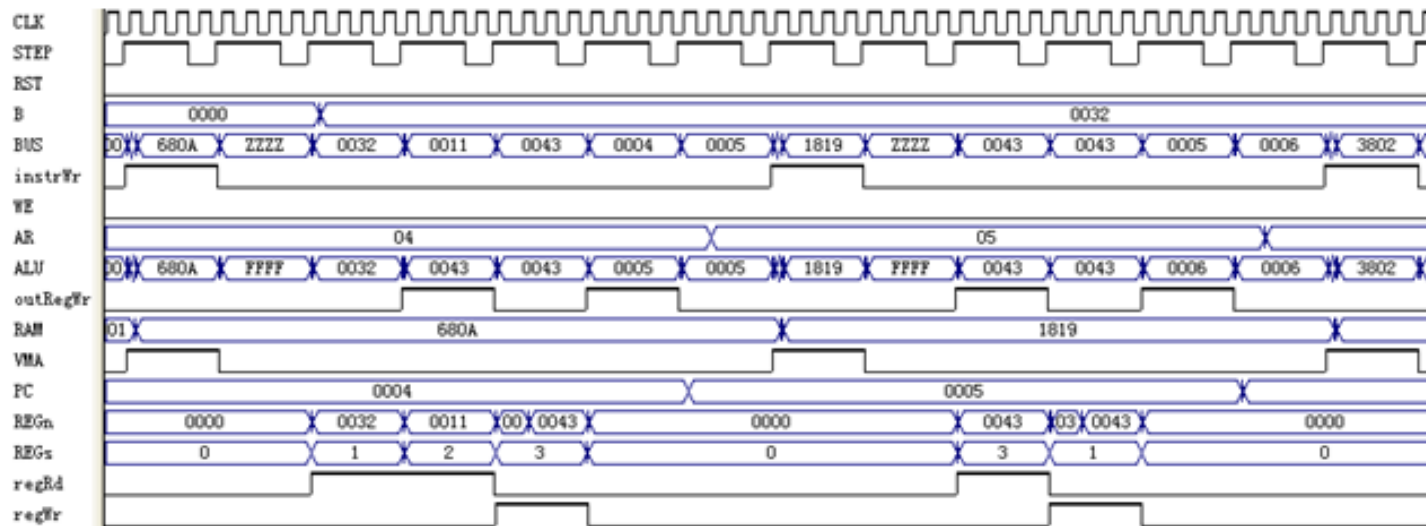 CLK
STEP
RST
B 0000 0032
BUS 00 680A ZZZZ 0032 0011 0043 0004 0005 1819 ZZZZ 0043 0043 0005 0006 3802
instrWr
WE
AR 04 05
ALU 00 680A FFFF 0032 0043 0043 0005 0005 1819 FFFF 0043 0043 0006 0006 3802
outRegWr
RAM 01 680A 1819
VMA
PC 0004 0005
REGn 0000 0032 0011 00 0043 0000 0043 03 0043 0000
REGs 0 1 2 3 0 3 1 0
regRd
regWr